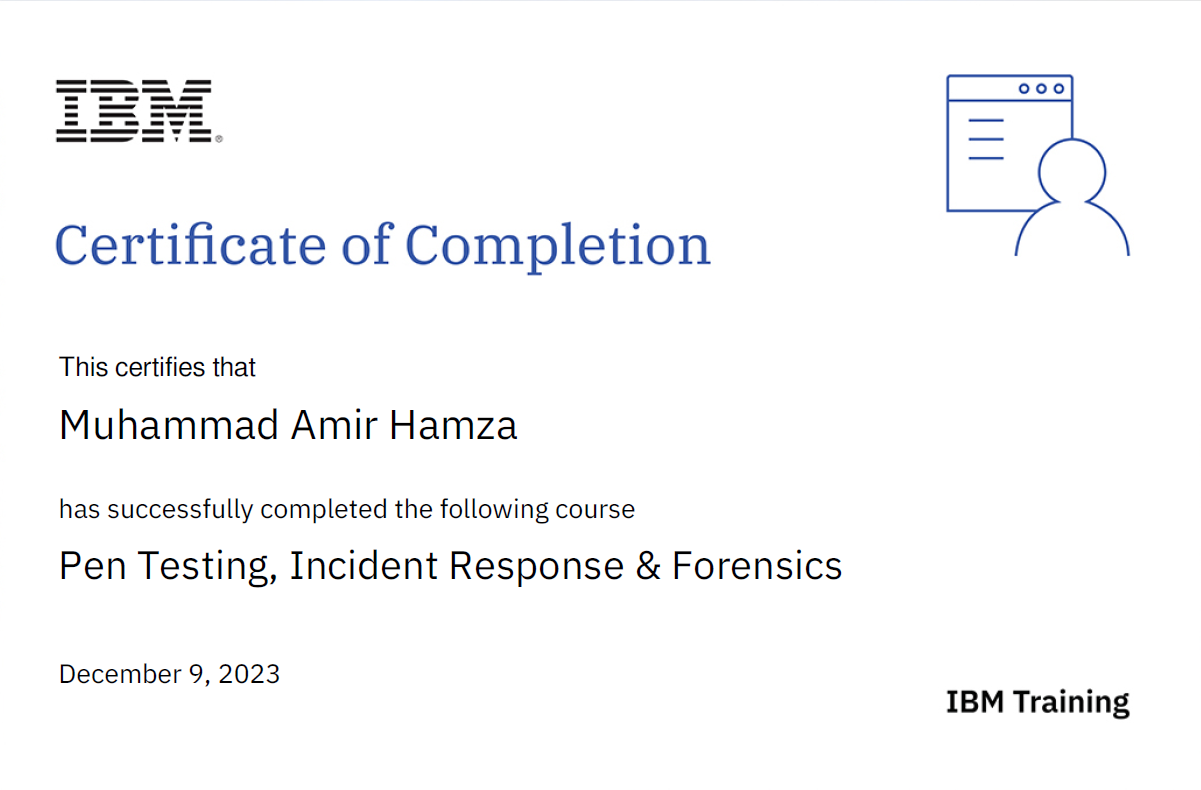 IBM®
Certificate of Completion
This certifies that
Muhammad Amir Hamza
has successfully completed the following course
Pen Testing, Incident Response & Forensics
December 9, 2023
IBM Training